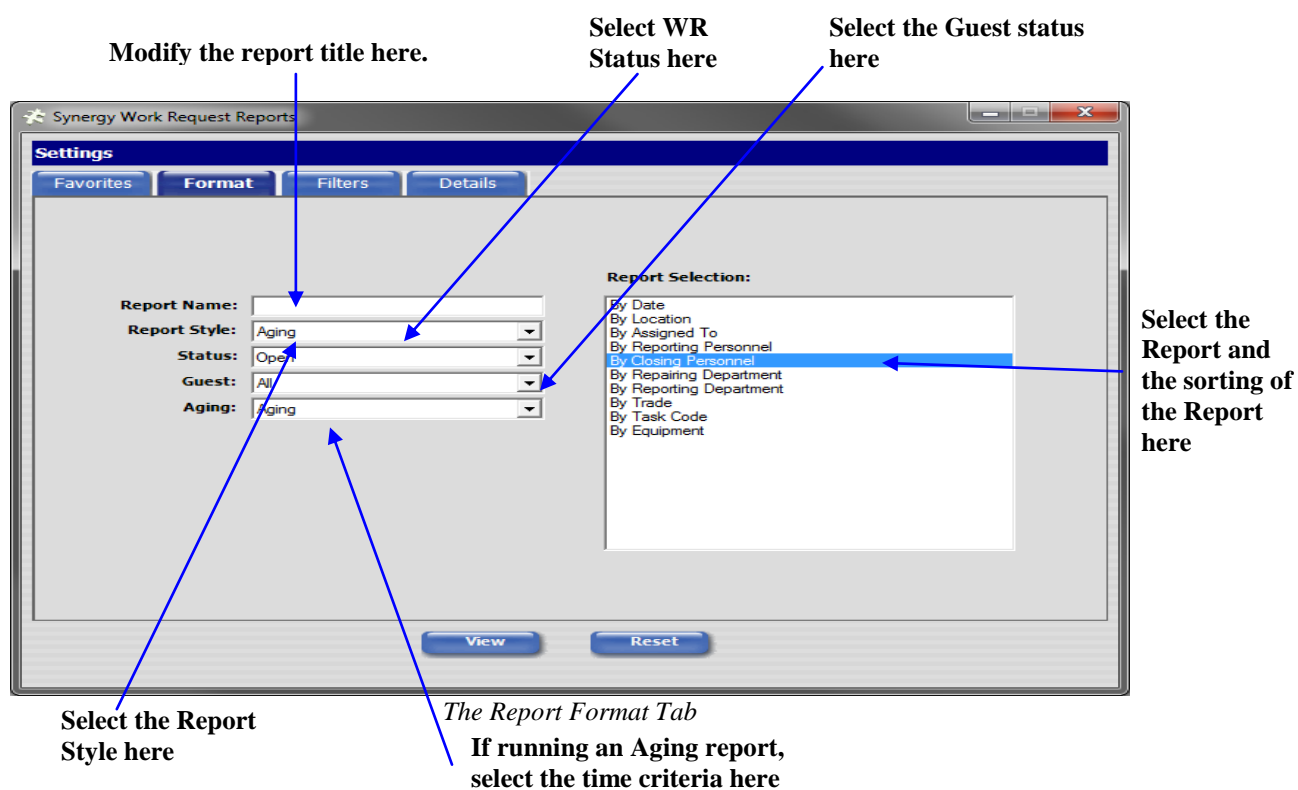 Select WR
Status here
Select the Guest status
here
Modify the report title here.
Synergy Work Request Reports
Settings
Favorites
Format
Filters
Details
Report Name:
Report Style:
Aging
Status:
Open
Guest:
All
Aging:
Aging
Report Selection:
By Date
By Location
By Assigned To
By Reporting Personnel
By Closing Personnel
By Repairing Department
By Reporting Department
By Trade
By Task Code
By Equipment
Select the
Report and
the sorting of
the Report
here
View
Reset
Select the Report
Style here
The Report Format Tab
If running an Aging report,
select the time criteria here